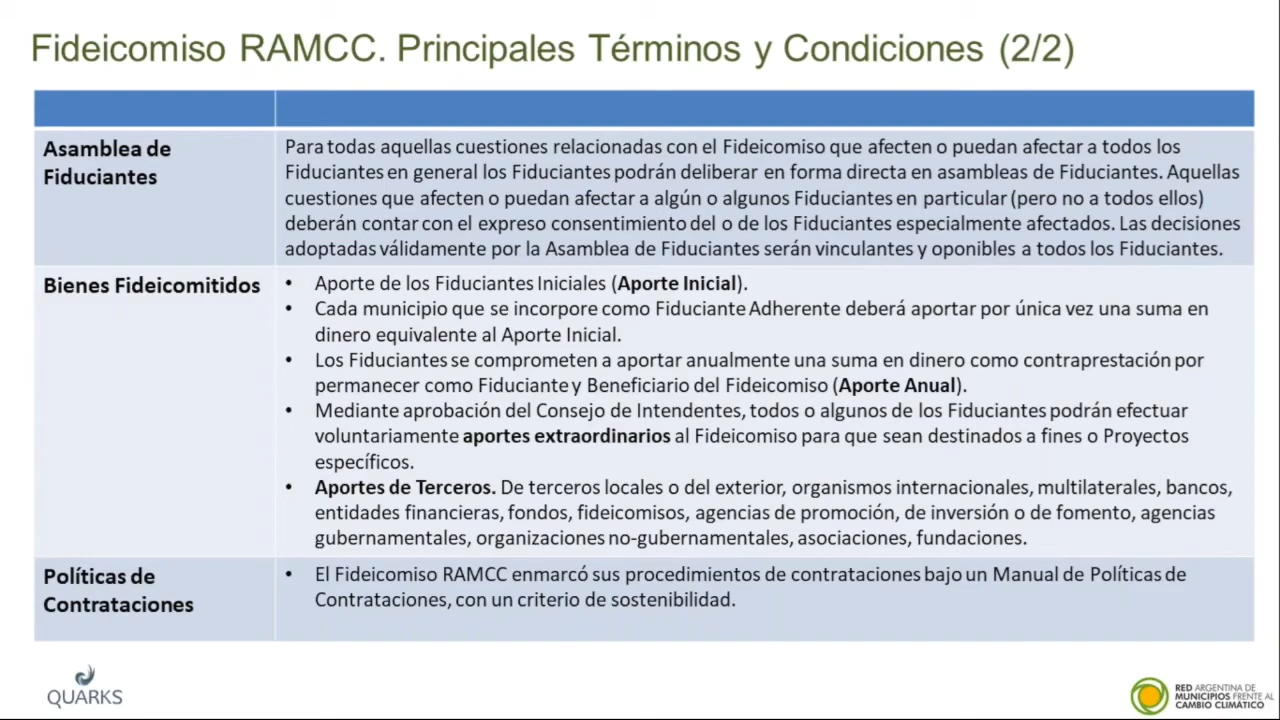 Fideicomiso RAMCC. Principales Términos y Condiciones (2/2)
Asamblea de
Fiduciantes
Para todas aquellas cuestiones relacionadas con el Fideicomiso que afecten o puedan afectar a todos los
Fiduciantes en general los Fiduciantes podrán deliberar en forma directa en asambleas de Fiduciantes. Aquellas
cuestiones que afecten o puedan afectar a algún o algunos Fiduciantes en particular (pero no a todos ellos)
deberán contar con el expreso consentimiento del o de los Fiduciantes especialmente afectados. Las decisiones
adoptadas válidamente por la Asamblea de Fiduciantes serán vinculantes y oponibles a todos los Fiduciantes.
Bienes Fideicomitidos
• Aporte de los Fiduciantes Iniciales (Aporte Inicial).
• Cada municipio que se incorpore como Fiduciante Adherente deberá aportar por única vez una suma en
dinero equivalente al Aporte Inicial.
• Los Fiduciantes se comprometen a aportar anualmente una suma en dinero como contraprestación por
permanecer como Fiduciante y Beneficiario del Fideicomiso (Aporte Anual).
• Mediante aprobación del Consejo de Intendentes, todos o algunos de los Fiduciantes podrán efectuar
voluntariamente aportes extraordinarios al Fideicomiso para que sean destinados a fines o Proyectos
específicos.
• Aportes de Terceros. De terceros locales o del exterior, organismos internacionales, multilaterales, bancos,
entidades financieras, fondos, fideicomisos, agencias de promoción, de inversión o de fomento, agencias
gubernamentales, organizaciones no-gubernamentales, asociaciones, fundaciones.
Políticas de
Contrataciones
• El Fideicomiso RAMCC enmarcó sus procedimientos de contrataciones bajo un Manual de Políticas de
Contrataciones, con un criterio de sostenibilidad.
QUARKS
RED ARGENTINA DE
MUNICIPIOS FRENTE AL
CAMBIO CLIMÁTICO